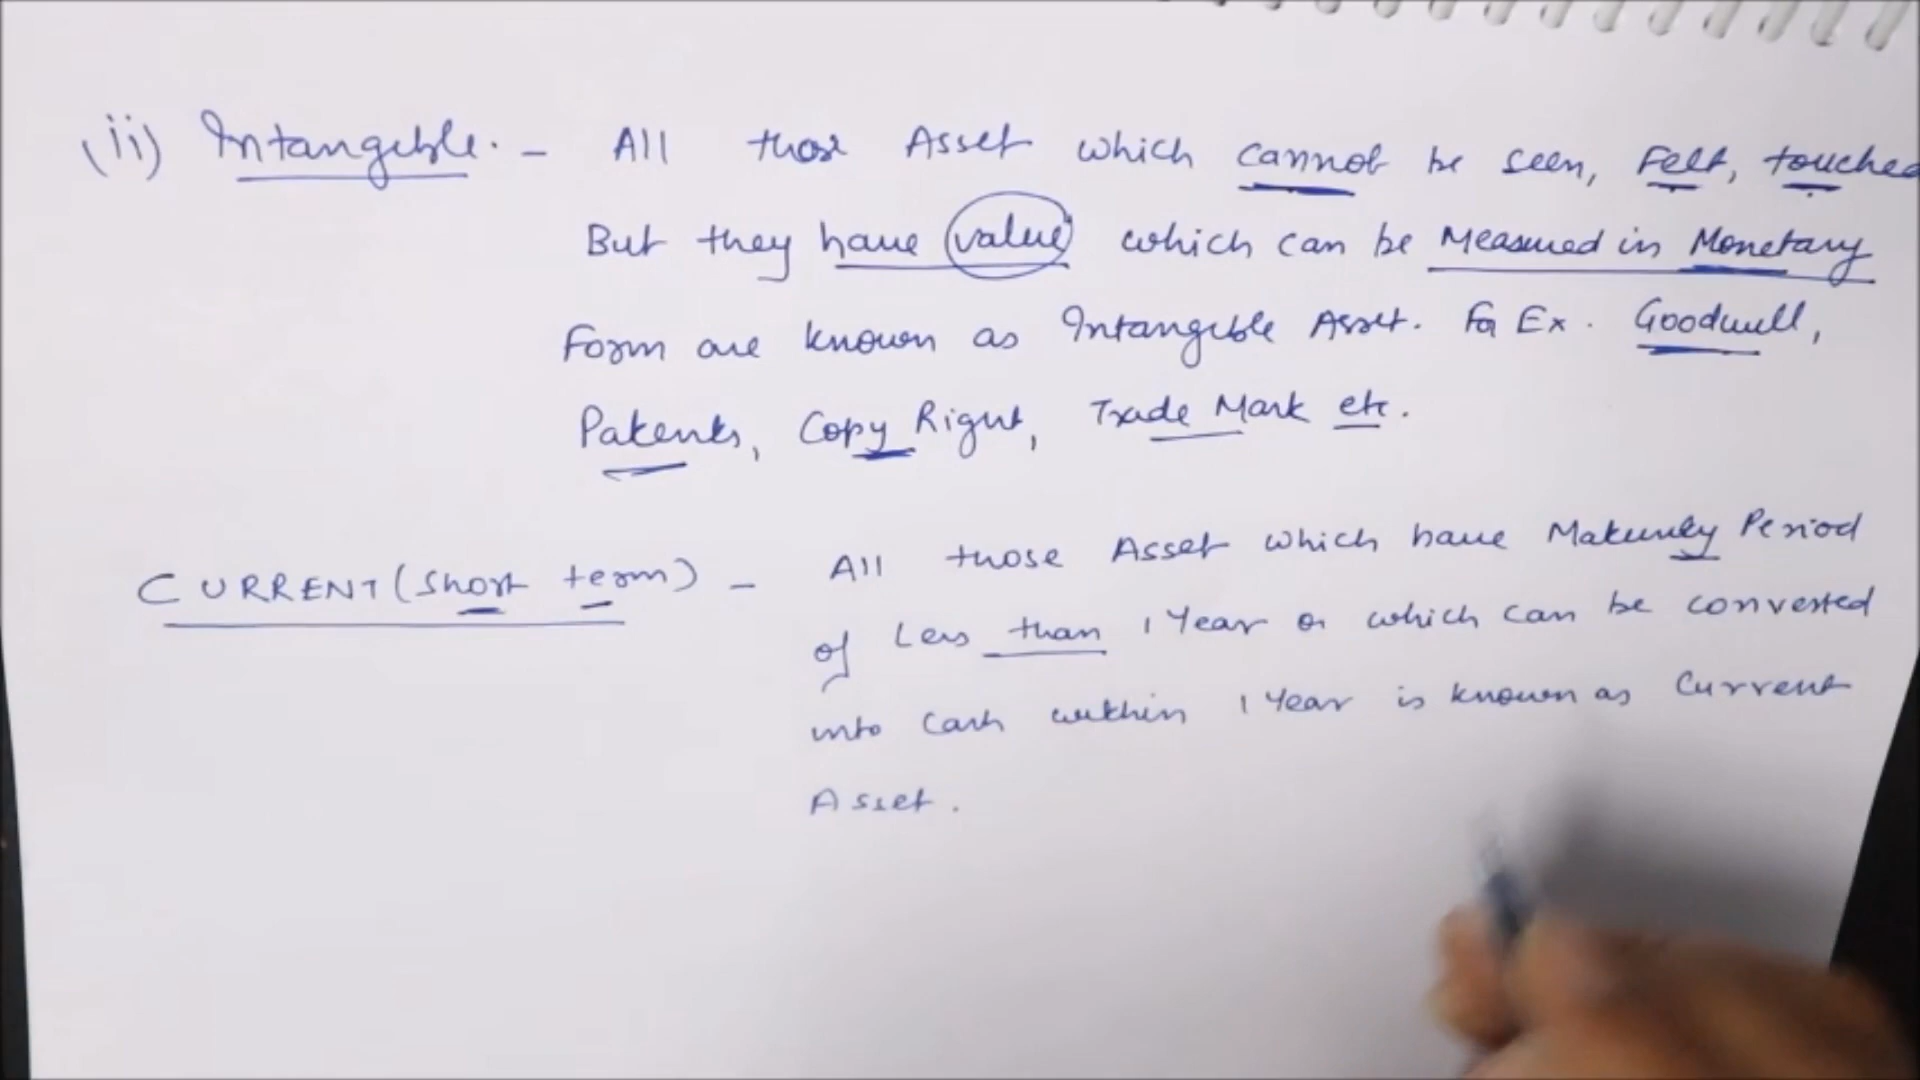 (ii) Intangible. - All those Asset which cannot be seen, Felt, touched
But they have value which can be Measured in Monetary
Form are known as Intangible Asset. For Ex. Goodwill,
Patents, Copy Right, Trade Mark etc.
CURRENT (Short term) - All those Asset which have Maturity Period
of Less than 1 Year or which can be converted
into Cash within 1 Year is known as Current
Asset.